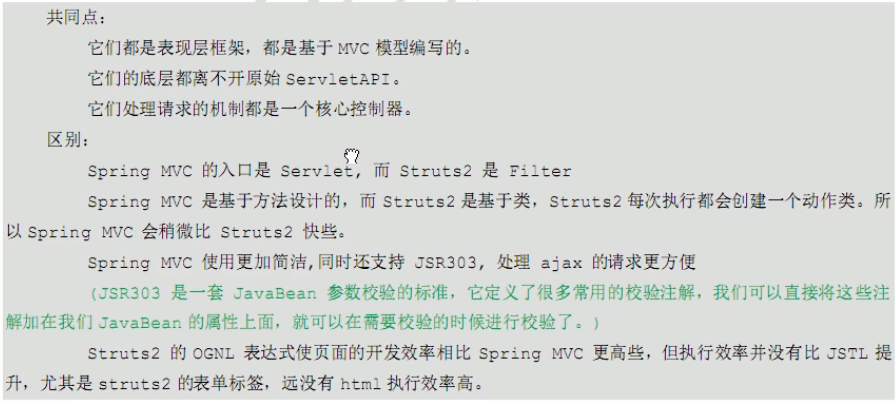 共同点：
它们都是表现层框架，都是基于 MVC 模型编写的。
它们的底层都离不开原始 ServletAPI。
它们处理请求的机制都是一个核心控制器。
区别：
Spring MVC 的入口是 Servlet, 而 Struts2 是 Filter
Spring MVC 是基于方法设计的，而 Struts2 是基于类，Struts2 每次执行都会创建一个动作类。所
以 Spring MVC 会稍微比 Struts2 快些。
Spring MVC 使用更加简洁,同时还支持 JSR303, 处理 ajax 的请求更方便
(JSR303 是一套 JavaBean 参数校验的标准，它定义了很多常用的校验注解，我们可以直接将这些注
解加在我们 JavaBean 的属性上面，就可以在需要校验的时候进行校验了。)
Struts2 的 OGNL 表达式使页面的开发效率相比 Spring MVC 更高些，但执行效率并没有比 JSTL 提
升，尤其是 struts2 的表单标签，远没有 html 执行效率高。